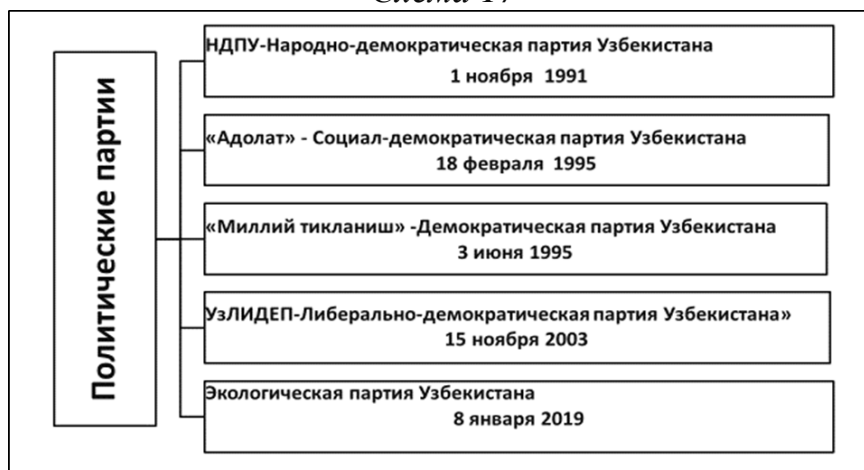 Политические партии
НДПУ-Народно-демократическая партия Узбекистана
1 ноября 1991
«Адолат» - Социал-демократическая партия Узбекистана
18 февраля 1995
«Миллий тикланиш» -Демократическая партия Узбекистана
3 июня 1995
УзЛИДЕП-Либерально-демократическая партия Узбекистана»
15 ноября 2003
Экологическая партия Узбекистана
8 января 2019